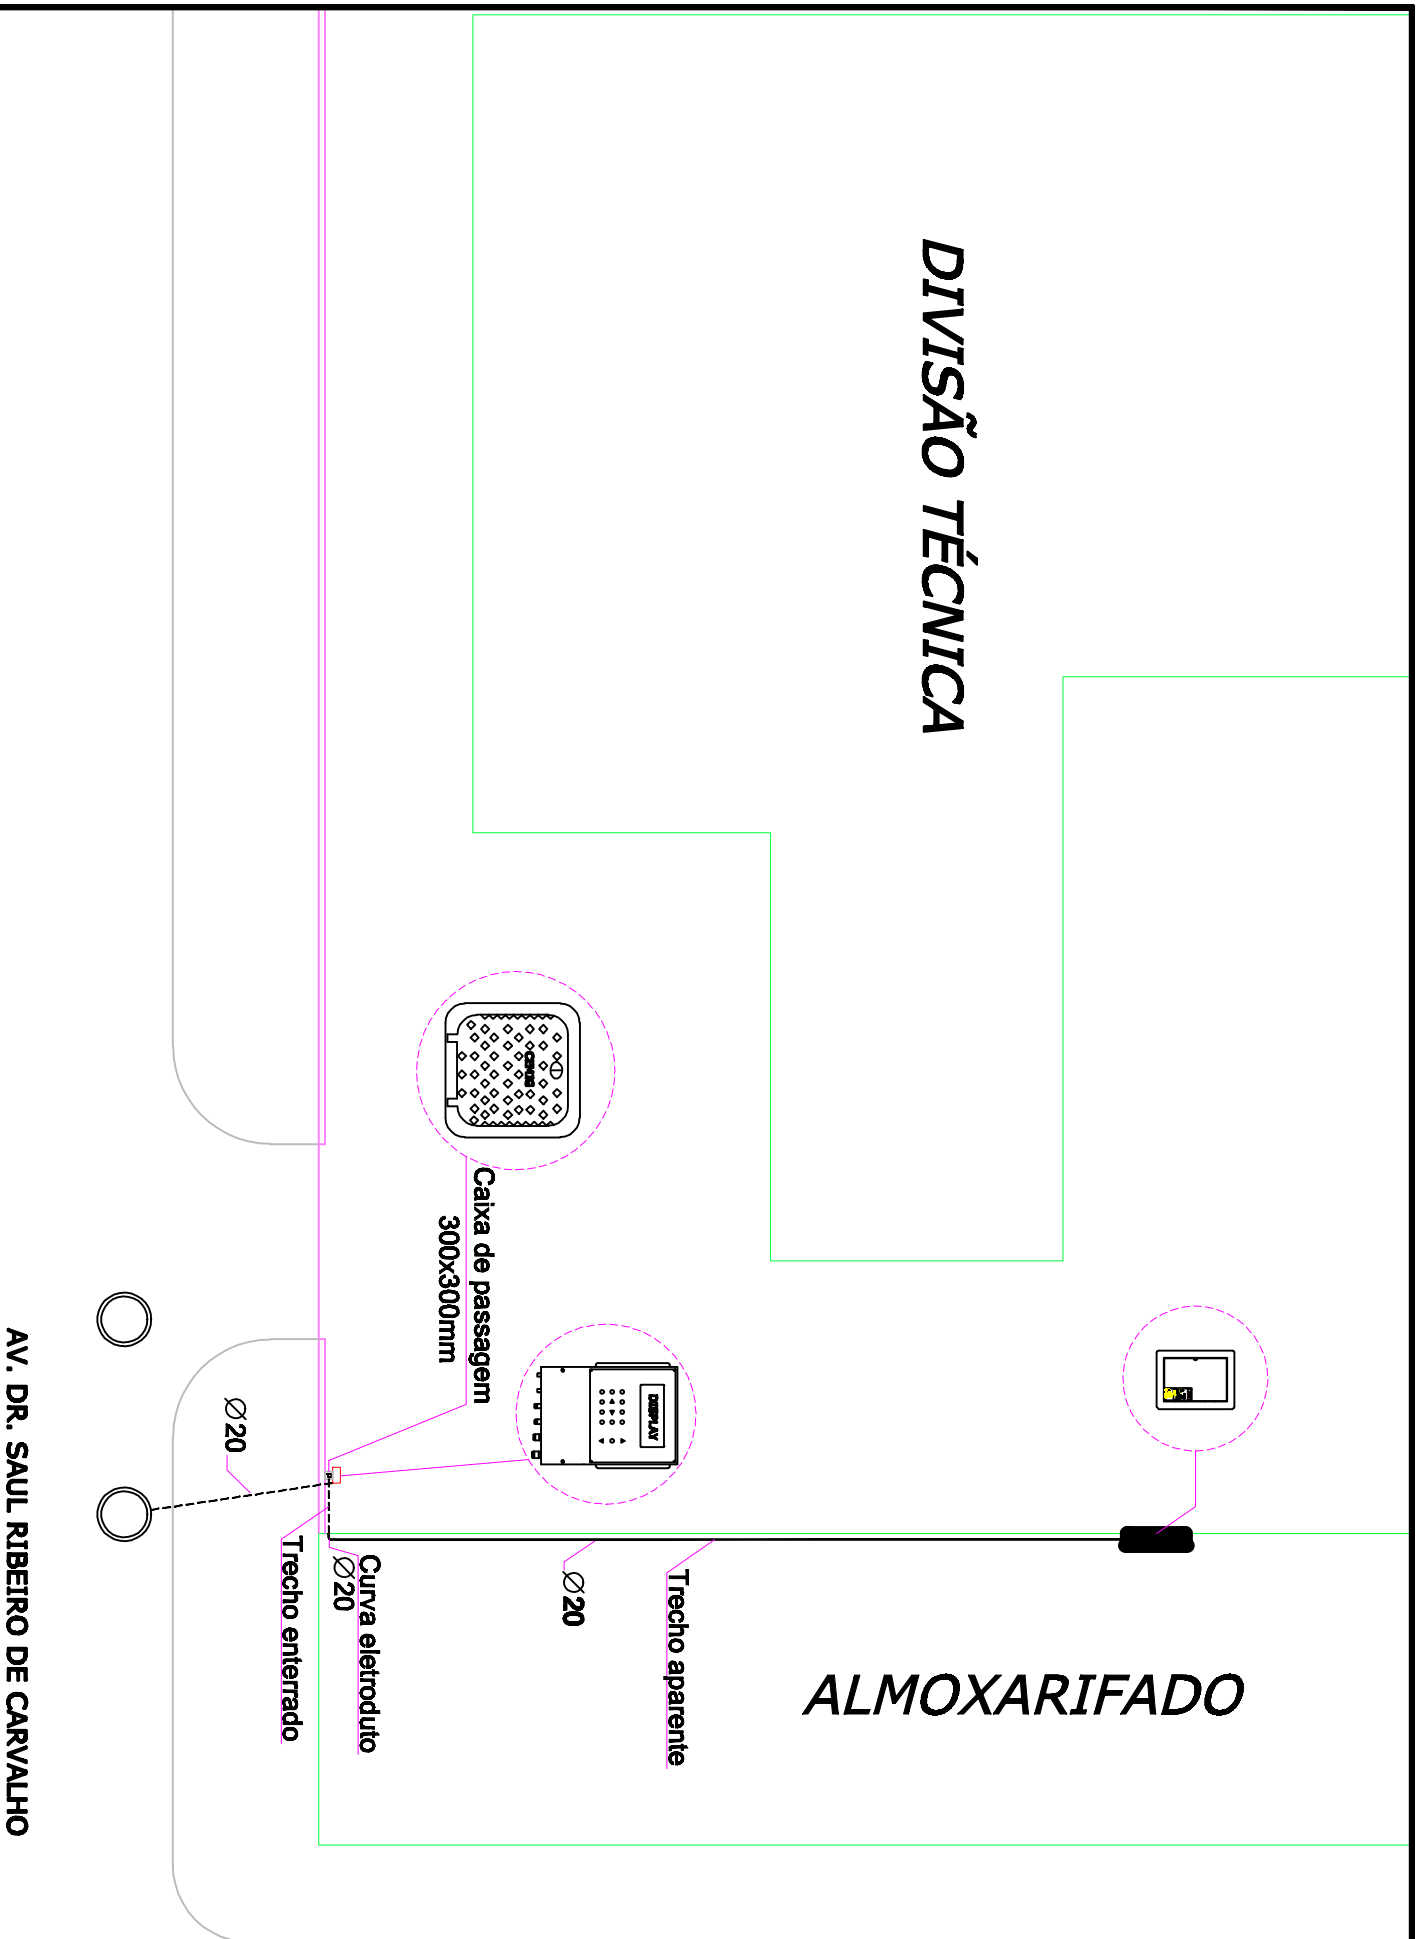 DIVISÃO TÉCNICA
Caixa de passagem
300x300mm
DISPLAY
Ø20
Trecho enterrado
Curva eletroduto
Ø20
Ø20
Trecho aparente
ALMOXARIFADO
AV. DR. SAUL RIBEIRO DE CARVALHO